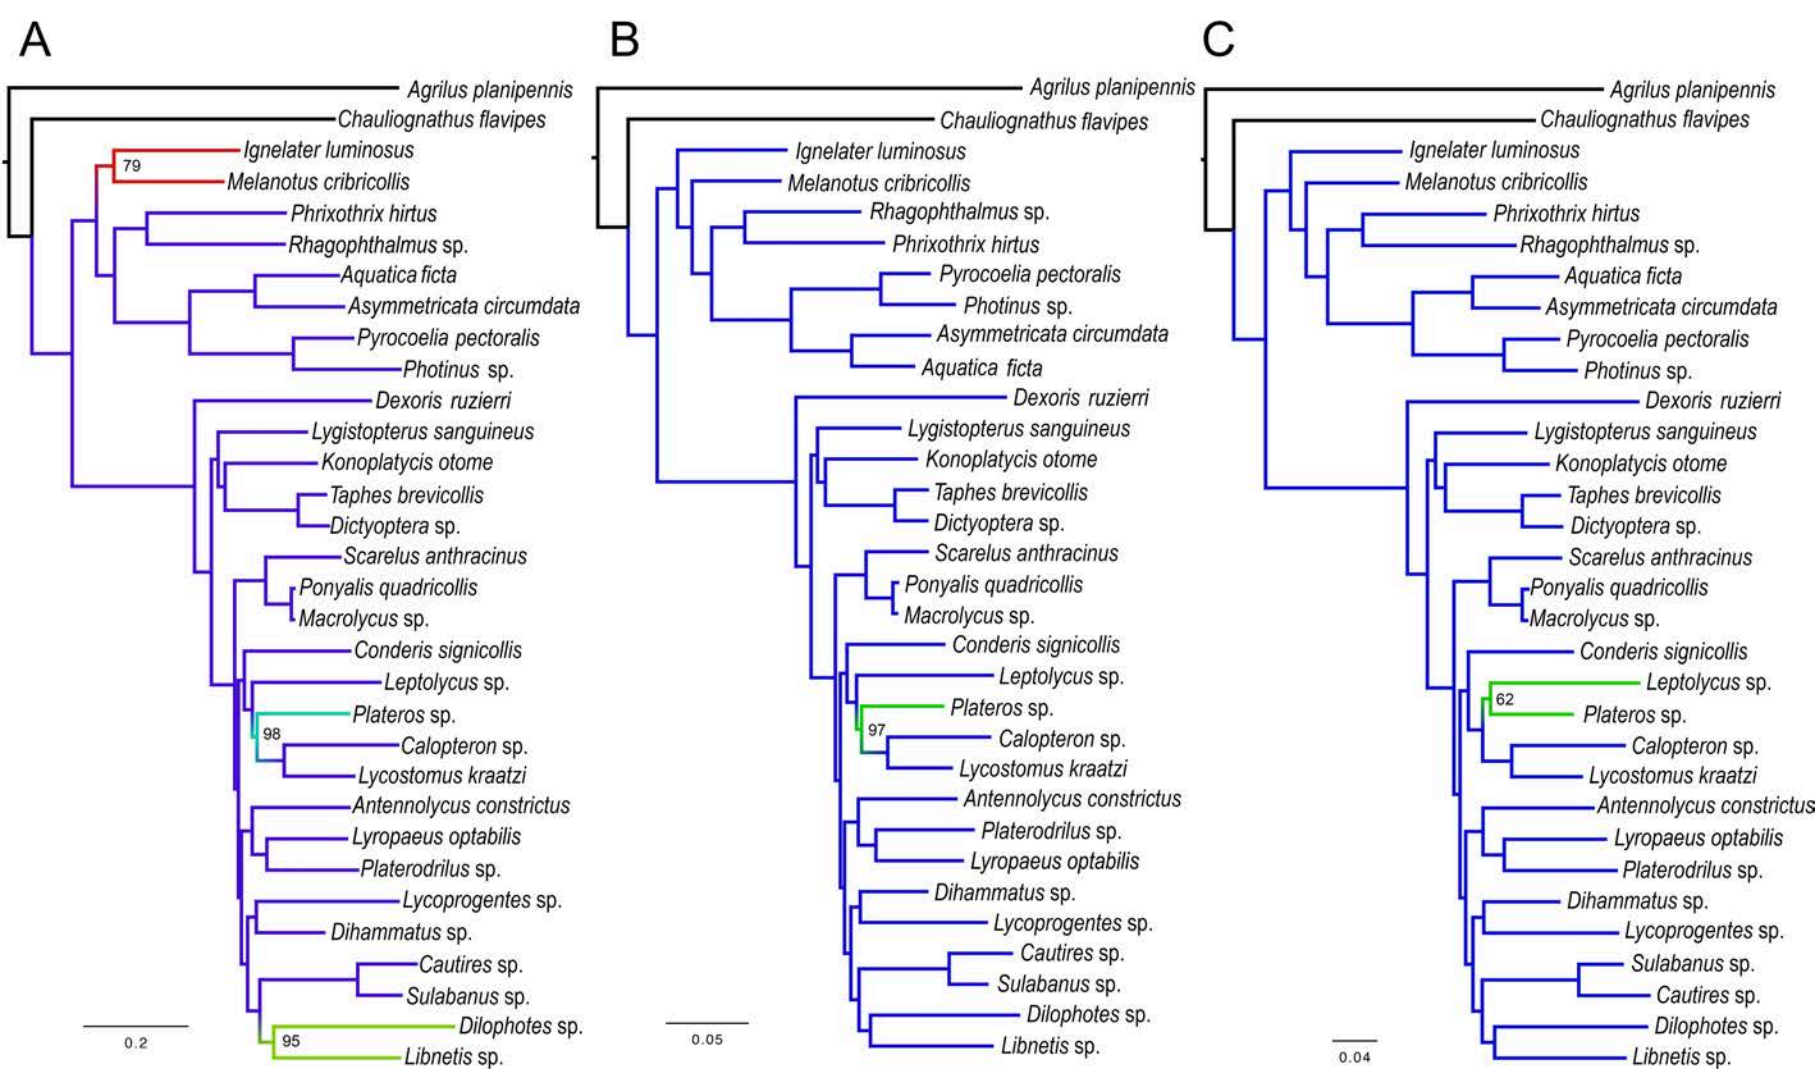 A
Agrilus planipennis
Chauliognathus flavipes
Ignelater luminosus
79
Melanotus cribricollis
Phrixothrix hirtus
Rhagophthalmus sp.
Aquatica ficta
Asymmetricata circumdata
Pyrocoelia pectoralis
Photinus sp.
Dexoris ruzierri
Lygistopterus sanguineus
Konoplatycis otome
Taphes brevicollis
Dictyoptera sp.
Scarelus anthracinus
Ponyalis quadricollis
Macrolycus sp.
Conderis signicollis
Leptolycus sp.
Plateros sp.
98
Calopteron sp.
Lycostomus kraatzi
Antennolycus constrictus
Lyropaeus optabilis
Platerodrilus sp.
Lycoprogentes sp.
Dihammatus sp.
Cautires sp.
Sulabanus sp.
Dilophotes sp.
95
Libnetis sp.
0.2
B
Agrilus planipennis
Chauliognathus flavipes
Ignelater luminosus
Melanotus cribricollis
Rhagophthalmus sp.
Phrixothrix hirtus
Pyrocoelia pectoralis
Photinus sp.
Asymmetricata circumdata
Aquatica ficta
Dexoris ruzierri
Lygistopterus sanguineus
Konoplatycis otome
Taphes brevicollis
Dictyoptera sp.
Scarelus anthracinus
Ponyalis quadricollis
Macrolycus sp.
Conderis signicollis
Leptolycus sp.
Plateros sp.
97
Calopteron sp.
Lycostomus kraatzi
Antennolycus constrictus
Platerodrilus sp.
Lyropaeus optabilis
Dihammatus sp.
Lycoprogentes sp.
Cautires sp.
Sulabanus sp.
Dilophotes sp.
Libnetis sp.
0.05
C
Agrilus planipennis
Chauliognathus flavipes
Ignelater luminosus
Melanotus cribricollis
Phrixothrix hirtus
Rhagophthalmus sp.
Aquatica ficta
Asymmetricata circumdata
Pyrocoelia pectoralis
Photinus sp.
Dexoris ruzierri
Lygistopterus sanguineus
Konoplatycis otome
Taphes brevicollis
Dictyoptera sp.
Scarelus anthracinus
Ponyalis quadricollis
Macrolycus sp.
Conderis signicollis
Leptolycus sp.
62
Plateros sp.
Calopteron sp.
Lycostomus kraatzi
Antennolycus constrictus
Lyropaeus optabilis
Platerodrilus sp.
Dihammatus sp.
Lycoprogentes sp.
Sulabanus sp.
Cautires sp.
Dilophotes sp.
Libnetis sp.
0.04